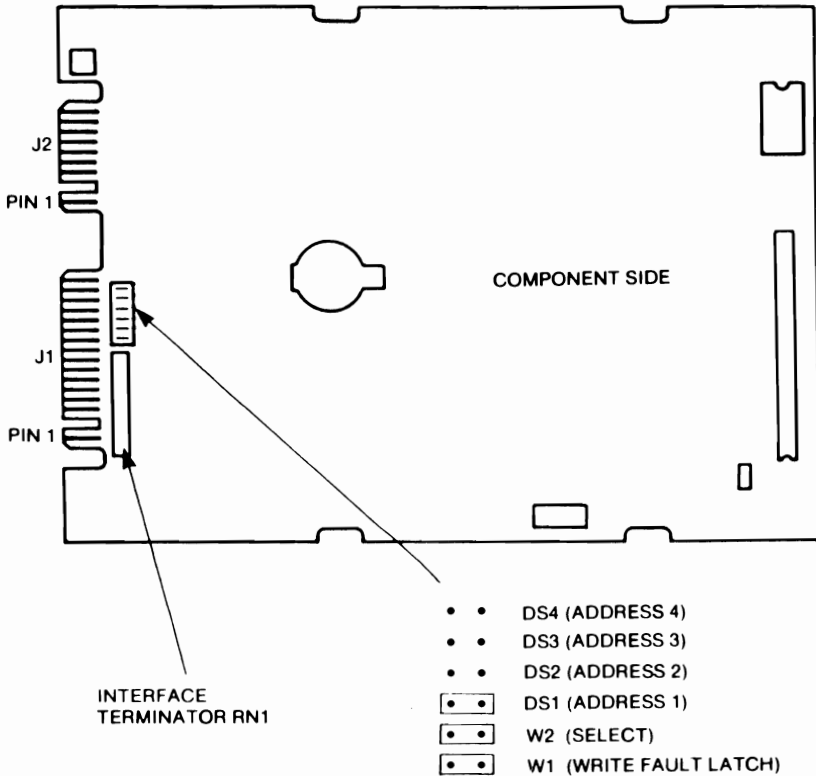 J2
PIN 1
COMPONENT SIDE
J1
PIN 1
DS4 (ADDRESS 4)
DS3 (ADDRESS 3)
DS2 (ADDRESS 2)
DS1 (ADDRESS 1)
W2 (SELECT)
W1 (WRITE FAULT LATCH)
INTERFACE
TERMINATOR RN1